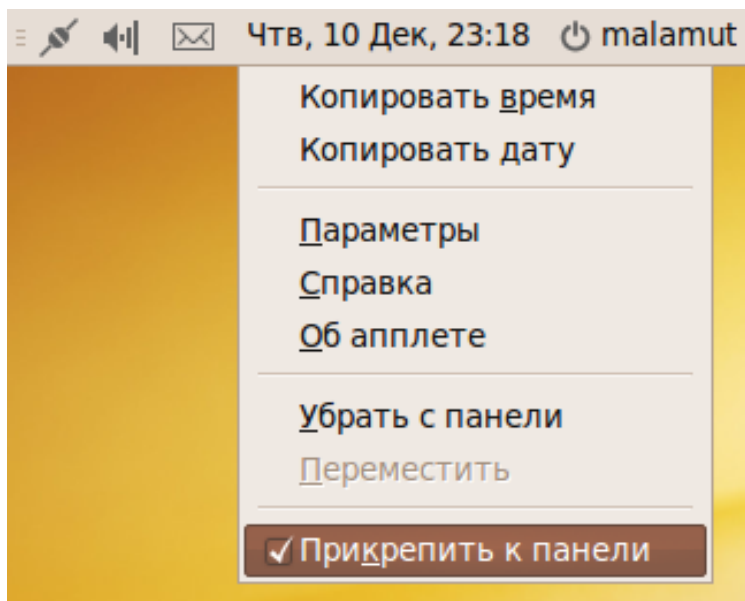 Чтв, 10 Дек, 23:18 malamut
Копировать время
Копировать дату
Параметры
Справка
Об апплете
Убрать с панели
Переместить
Прикрепить к панели